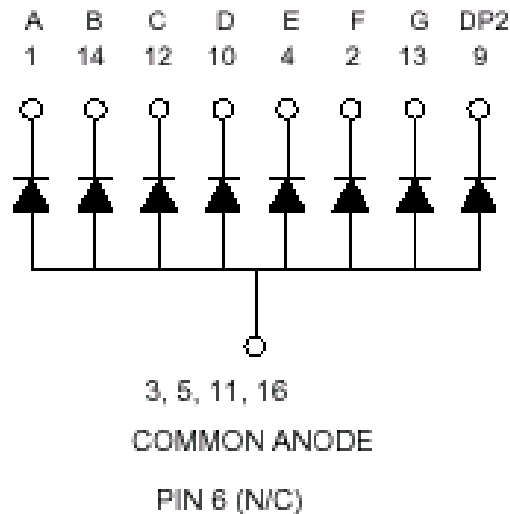 A B C D E F G DP2
1 14 12 10 4 2 13 9
3, 5, 11, 16
COMMON ANODE
PIN 6 (N/C)